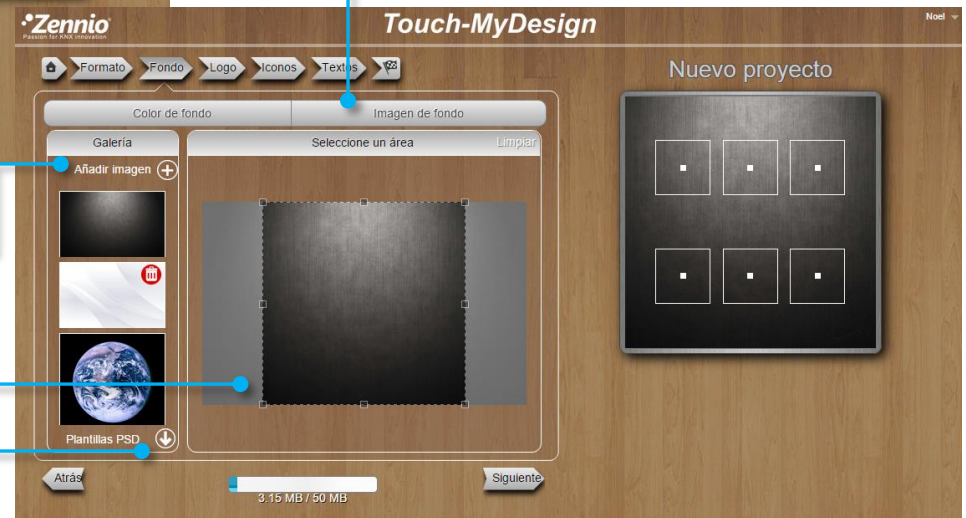 Zennio
Passion for KNX innovation
Touch-MyDesign
Noel
Formato
Fondo
Logo
Iconos
Textos
Nuevo proyecto
Color de fondo
Imagen de fondo
Galería
Seleccione un área
Limpiar
Añadir imagen
Plantillas PSD
Atrás
Siguiente
3.15 MB / 50 MB